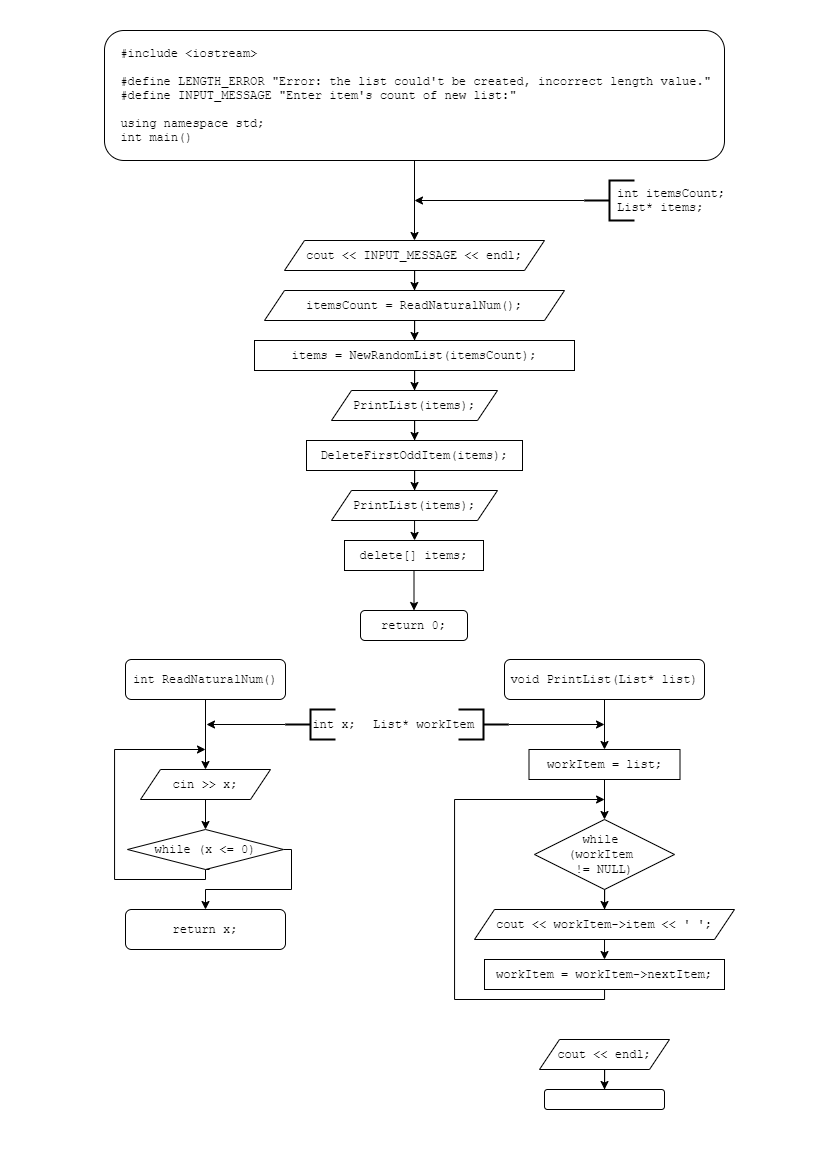 #include <iostream>
#define LENGTH_ERROR "Error: the list could't be created, incorrect length value."
#define INPUT_MESSAGE "Enter item's count of new list:"
using namespace std;
int main()
int itemsCount;
List* items;
cout << INPUT_MESSAGE << endl;
itemsCount = ReadNaturalNum();
items = NewRandomList(itemsCount);
PrintList(items);
DeleteFirstOddItem(items);
PrintList(items);
delete[] items;
return 0;
int ReadNaturalNum()
int x;
cin >> x;
while (x <= 0)
return x;
void PrintList(List* list)
List* workItem
workItem = list;
while
(workItem
!= NULL)
cout << workItem->item << ' ';
workItem = workItem->nextItem;
cout << endl;